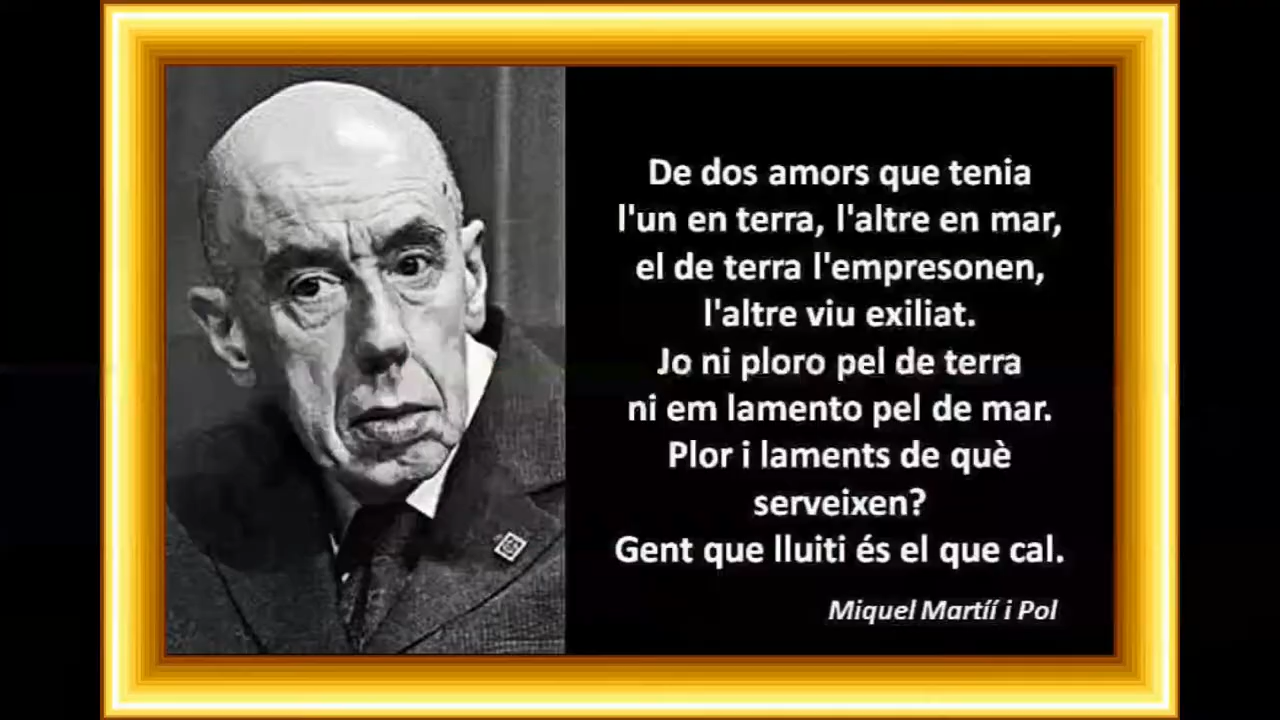 De dos amors que tenia
l'un en terra, l'altre en mar,
el de terra l'empresonen,
l'altre viu exiliat.
Jo ni ploro pel de terra
ni em lamento pel de mar.
Plor i laments de què
serveixen?
Gent que lluiti és el que cal.
Miquel Martíí i Pol